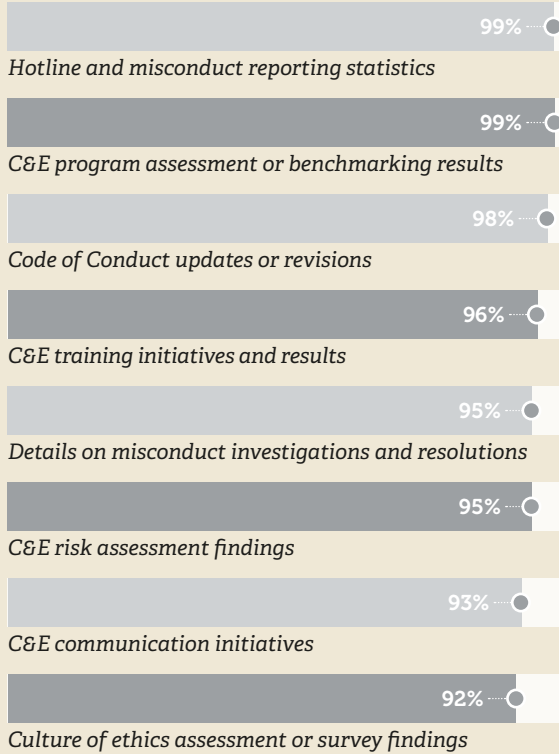 99%
Hotline and misconduct reporting statistics
99%
C&E program assessment or benchmarking results
98%
Code of Conduct updates or revisions
96%
C&E training initiatives and results
95%
Details on misconduct investigations and resolutions
95%
C&E risk assessment findings
93%
C&E communication initiatives
92%
Culture of ethics assessment or survey findings